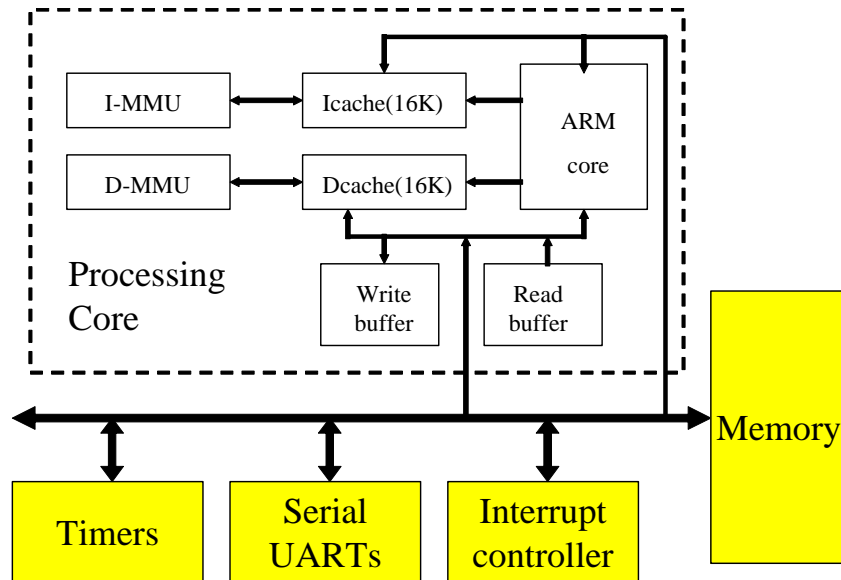 I-MMU
Icache(16K)
ARM
core
D-MMU
Dcache(16K)
Processing
Core
Write
buffer
Read
buffer
Memory
Timers
Serial
UARTs
Interrupt
controller